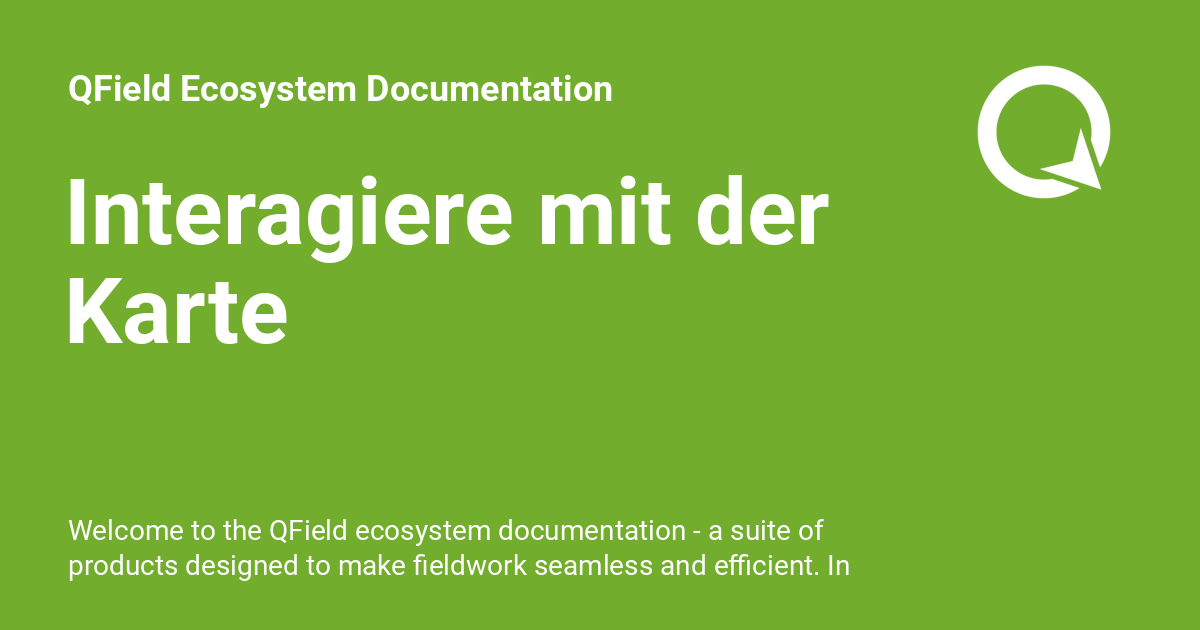 QField Ecosystem Documentation
Interagiere mit der
Karte
Welcome to the QField ecosystem documentation - a suite of
products designed to make fieldwork seamless and efficient. In